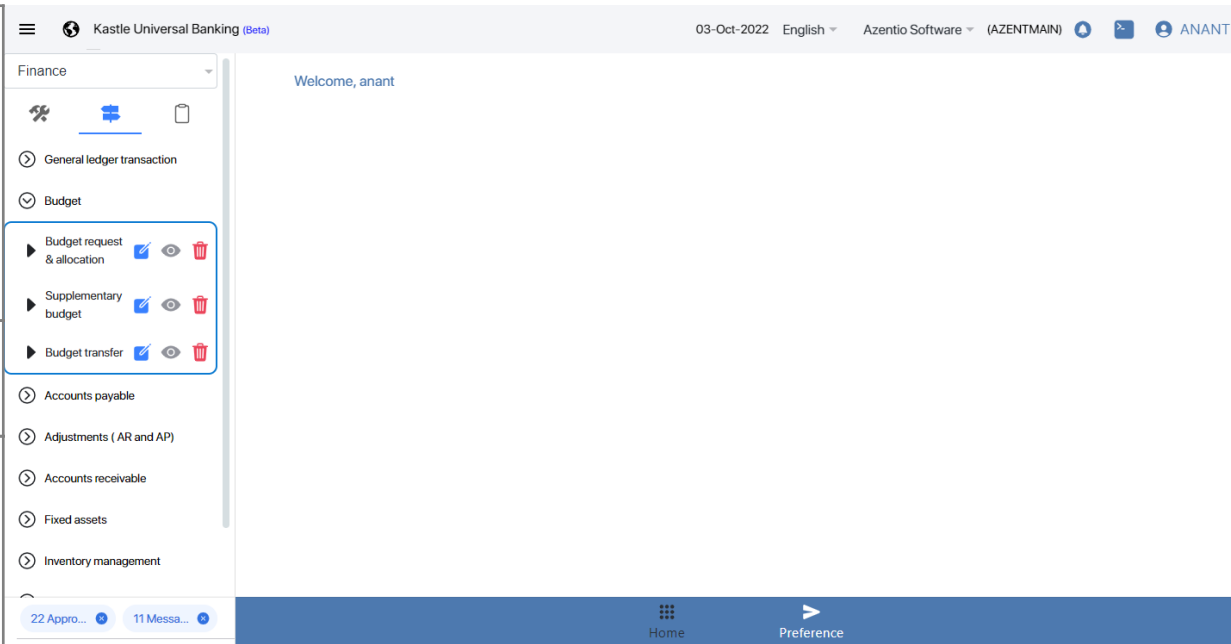 Kastle Universal Banking (Beta)
03-Oct-2022 English Azentio Software (AZENTMAIN) ANANT
Finance
Welcome, anant
General ledger transaction
Budget
Budget request
& allocation
Supplementary
budget
Budget transfer
Accounts payable
Adjustments ( AR and AP)
Accounts receivable
Fixed assets
Inventory management
22 Appro... 11 Messa...
Home
Preference